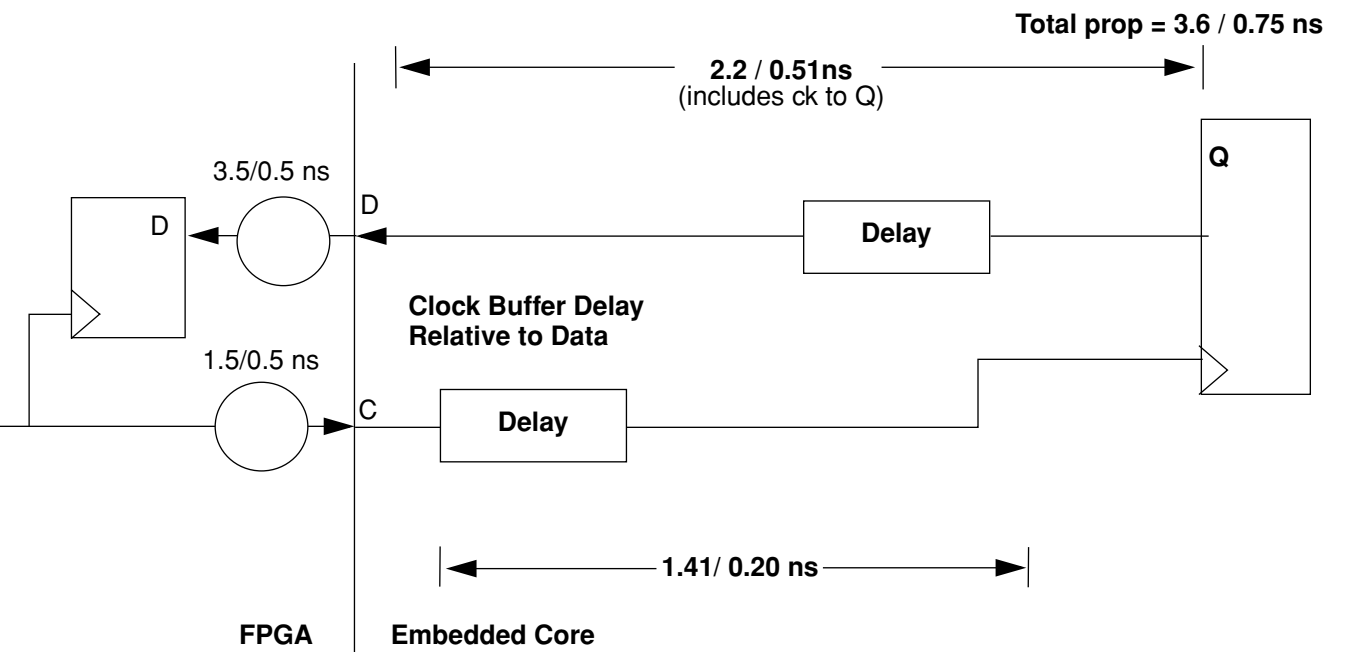 Total prop = 3.6 / 0.75 ns
2.2 / 0.51ns
(includes ck to Q)
Q
3.5/0.5 ns
D
D
Delay
Clock Buffer Delay
Relative to Data
1.5/0.5 ns
C
Delay
1.41/ 0.20 ns
FPGA
Embedded Core